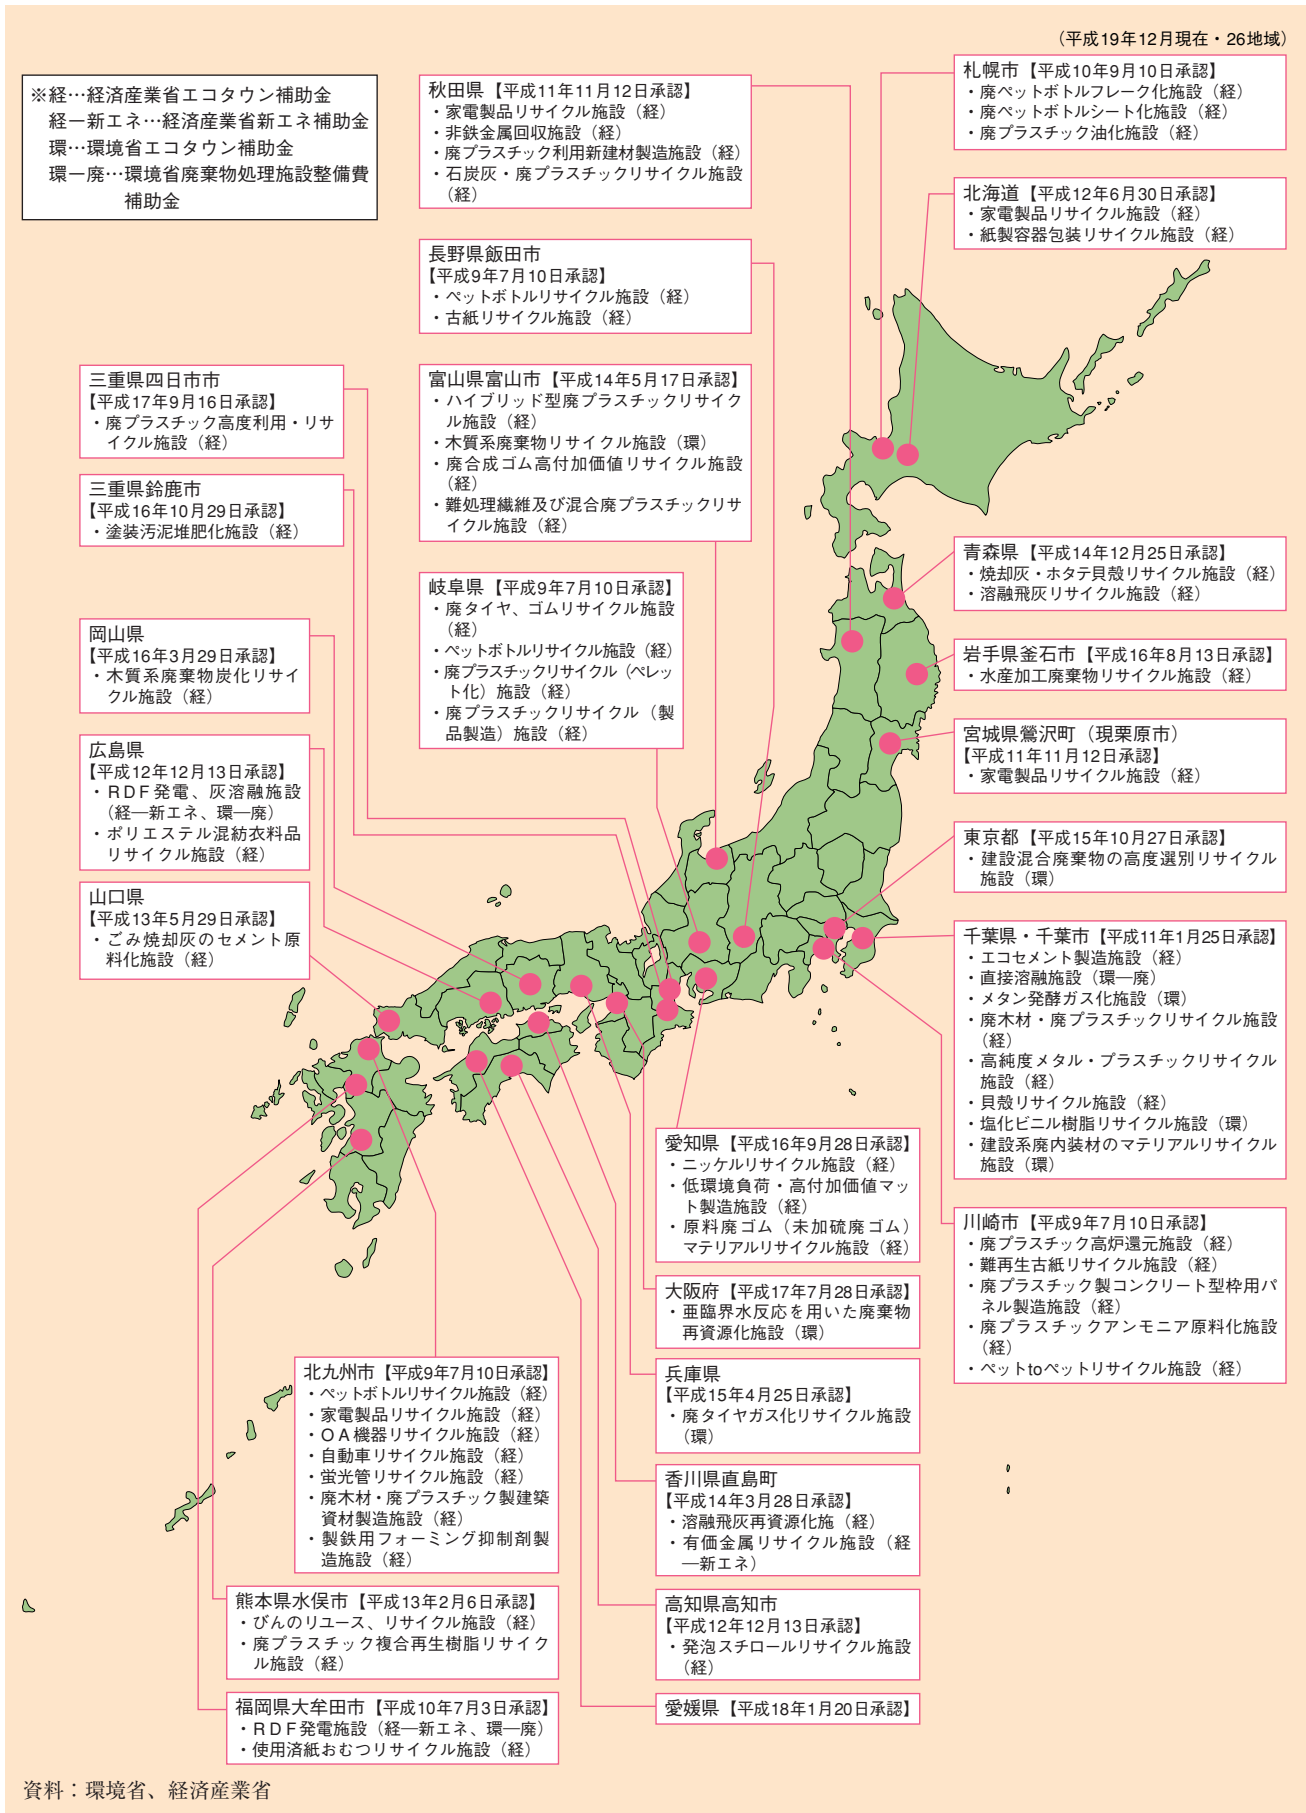 （平成19年12月現在・26地域）
※経…経済産業省エコタウン補助金
経ー新エネ…経済産業省新エネ補助金
環…環境省エコタウン補助金
環ー廃…環境省廃棄物処理施設整備費
補助金
秋田県【平成11年11月12日承認】
・家電製品リサイクル施設（経）
・非鉄金属回収施設（経）
・廃プラスチック利用新建材製造施設（経）
・石炭灰・廃プラスチックリサイクル施設
（経）
長野県飯田市
【平成9年7月10日承認】
・ペットボトルリサイクル施設（経）
・古紙リサイクル施設（経）
富山県富山市【平成14年5月17日承認】
・ハイブリッド型廃プラスチックリサイク
ル施設（経）
・木質系廃棄物リサイクル施設（環）
・廃合成ゴム高付加価値リサイクル施設
（経）
・難処理繊維及び混合廃プラスチックリサ
イクル施設（経）
岐阜県【平成9年7月10日承認】
・廃タイヤ、ゴムリサイクル施設
（経）
・ペットボトルリサイクル施設（経）
・廃プラスチックリサイクル（ペレッ
ト化）施設（経）
・廃プラスチックリサイクル（製
品製造）施設（経）
三重県四日市市
【平成17年9月16日承認】
・廃プラスチック高度利用・リサ
イクル施設（経）
三重県鈴鹿市
【平成16年10月29日承認】
・塗装汚泥堆肥化施設（経）
岡山県
【平成16年3月29日承認】
・木質系廃棄物炭化リサイ
クル施設（経）
広島県
【平成12年12月13日承認】
・RDF発電、灰溶融施設
（経―新エネ、環―廃）
・ポリエステル混紡衣料品
リサイクル施設（経）
山口県
【平成13年5月29日承認】
・ごみ焼却灰のセメント原
料化施設（経）
札幌市【平成10年9月10日承認】
・廃ペットボトルフレーク化施設（経）
・廃ペットボトルシート化施設（経）
・廃プラスチック油化施設（経）
北海道【平成12年6月30日承認】
・家電製品リサイクル施設（経）
・紙製容器包装リサイクル施設（経）
青森県【平成14年12月25日承認】
・焼却灰・ホタテ貝殻リサイクル施設（経）
・溶融飛灰リサイクル施設（経）
岩手県釜石市【平成16年8月13日承認】
・水産加工廃棄物リサイクル施設（経）
宮城県鶯沢町（現栗原市）
【平成11年11月12日承認】
・家電製品リサイクル施設（経）
東京都【平成15年10月27日承認】
・建設混合廃棄物の高度選別リサイクル
施設（環）
千葉県・千葉市【平成11年1月25日承認】
・エコセメント製造施設（経）
・直接溶融施設（環―廃）
・メタン発酵ガス化施設（環）
・廃木材・廃プラスチックリサイクル施設
（経）
・高純度メタル・プラスチックリサイクル
施設（経）
・貝殻リサイクル施設（経）
・塩化ビニル樹脂リサイクル施設（環）
・建設系廃内装材のマテリアルリサイクル
施設（環）
川崎市【平成9年7月10日承認】
・廃プラスチック高炉還元施設（経）
・難再生古紙リサイクル施設（経）
・廃プラスチック製コンクリート型枠用パ
ネル製造施設（経）
・廃プラスチックアンモニア原料化施設
（経）
・ペットtoペットリサイクル施設（経）
愛知県【平成16年9月28日承認】
・ニッケルリサイクル施設（経）
・低環境負荷・高付加価値マッ
ト製造施設（経）
・原料廃ゴム（未加硫廃ゴム）
マテリアルリサイクル施設（経）
大阪府【平成17年7月28日承認】
・亜臨界水反応を用いた廃棄物
再資源化施設（環）
兵庫県
【平成15年4月25日承認】
・廃タイヤガス化リサイクル施設
（環）
香川県直島町
【平成14年3月28日承認】
・溶融飛灰再資源化施（経）
・有価金属リサイクル施設（経
―新エネ）
高知県高知市
【平成12年12月13日承認】
・発泡スチロールリサイクル施設
（経）
愛媛県【平成18年1月20日承認】
北九州市【平成9年7月10日承認】
・ペットボトルリサイクル施設（経）
・家電製品リサイクル施設（経）
・OA機器リサイクル施設（経）
・自動車リサイクル施設（経）
・蛍光管リサイクル施設（経）
・廃木材・廃プラスチック製建築
資材製造施設（経）
・製鉄用フォーミング抑制剤製
造施設（経）
熊本県水俣市【平成13年2月6日承認】
・びんのリユース、リサイクル施設（経）
・廃プラスチック複合再生樹脂リサイク
ル施設（経）
福岡県大牟田市【平成10年7月3日承認】
・RDF発電施設（経―新エネ、環―廃）
・使用済紙おむつリサイクル施設（経）
資料：環境省、経済産業省